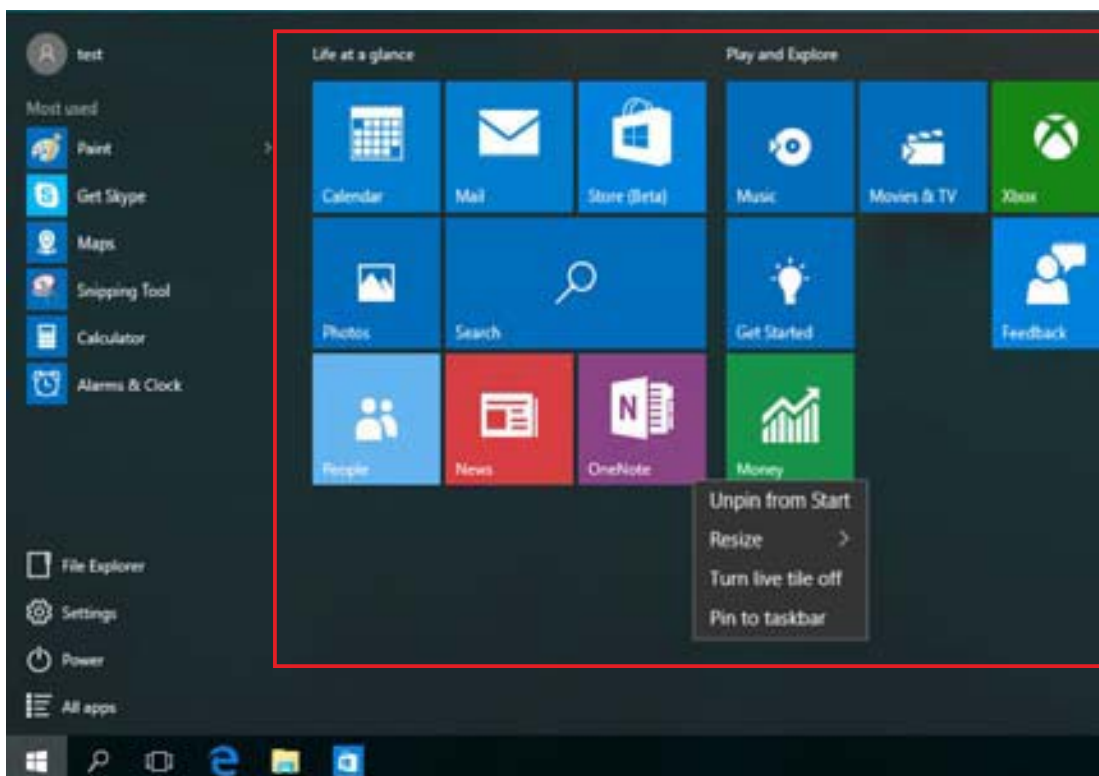 test
Most used
Paint
Get Skype
Maps
Snipping Tool
Calculator
Alarms & Clock
File Explorer
Settings
Power
All apps
Life at a glance
Calendar
Mail
Store (Beta)
Photos
Search
People
News
OneNote
N
Play and Explore
Music
Movies & TV
Xbox
Get Started
Feedback
Money
Unpin from Start
Resize
Turn live tile off
Pin to taskbar